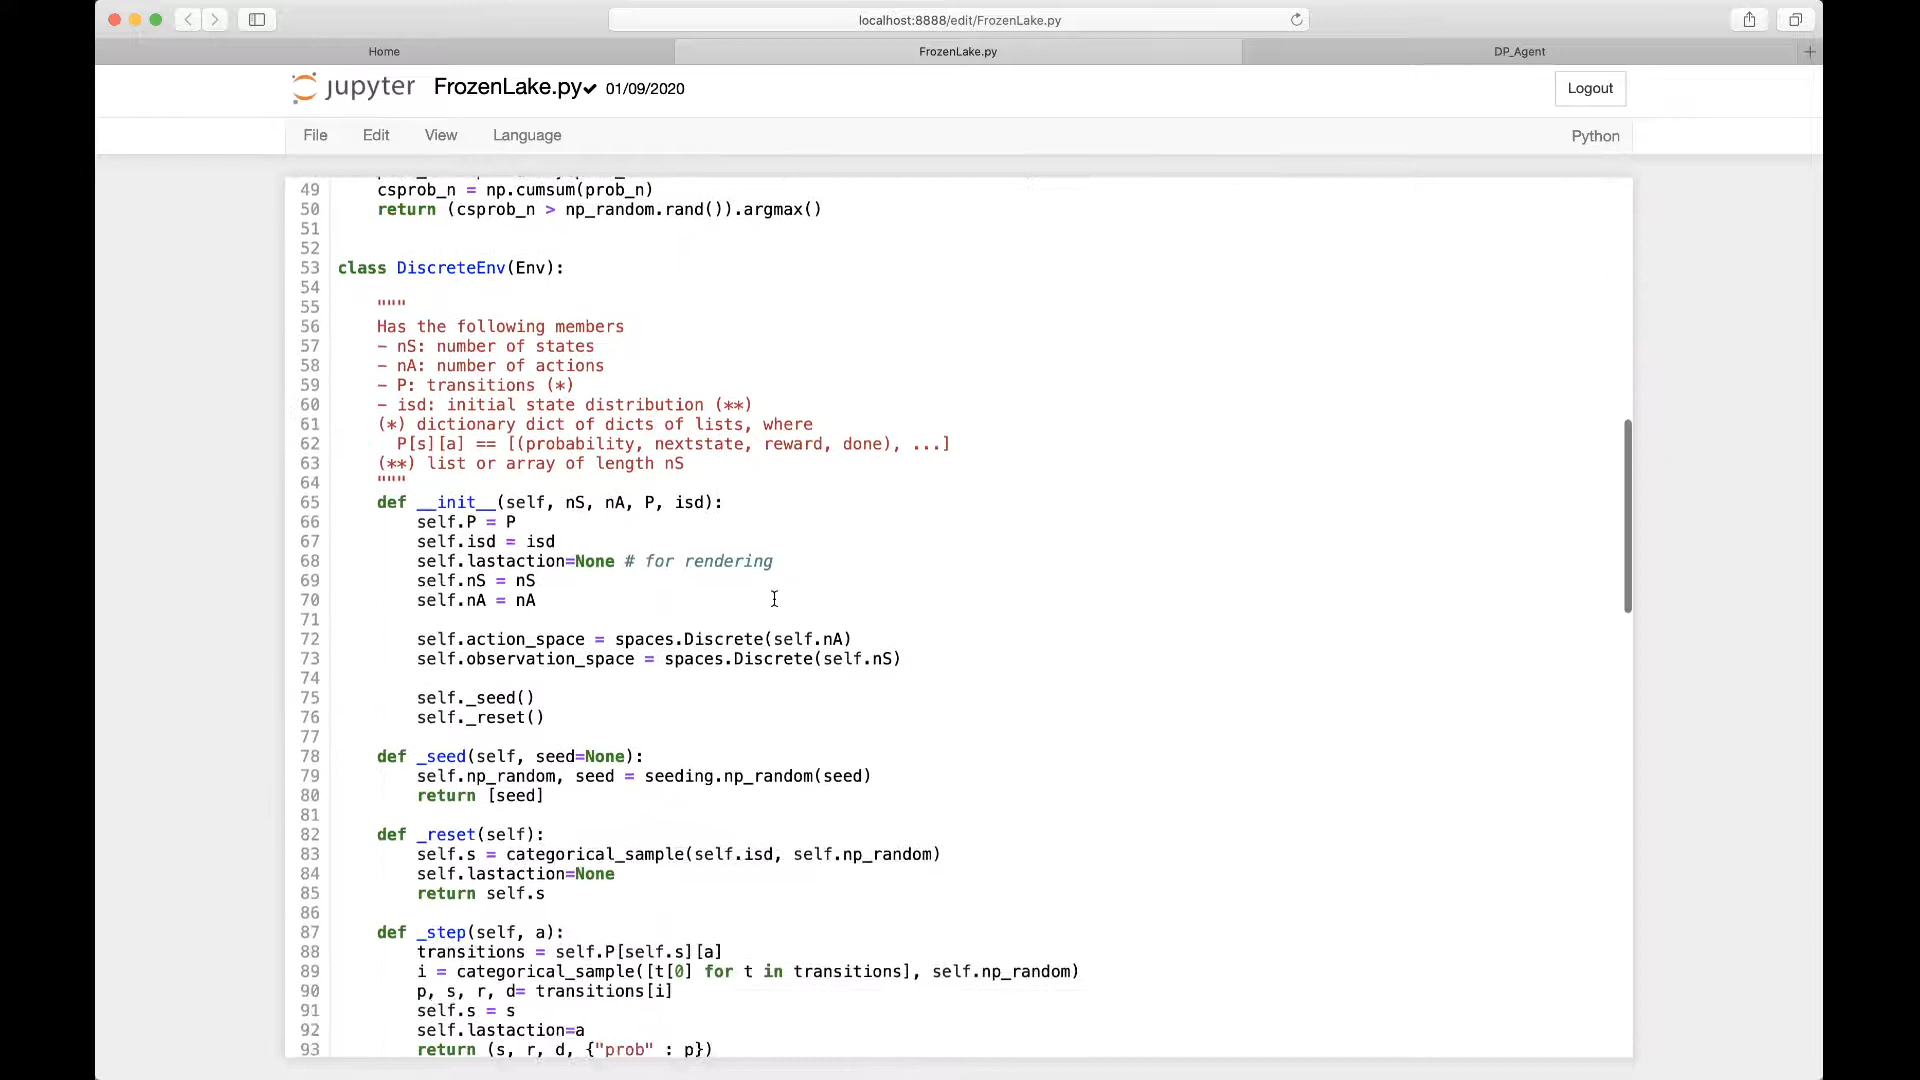 localhost:8888/edit/FrozenLake.py
Home
FrozenLake.py
DP_Agent
jupyter
FrozenLake.py✔ 01/09/2020
Logout
File
Edit
View
Language
Python
49 csprob_n = np.cumsum(prob_n)
50 return (csprob_n > np_random.rand()).argmax()
51
52
53 class DiscreteEnv(Env):
54
55 """
56 Has the following members
57 - nS: number of states
58 - nA: number of actions
59 - P: transitions (*)
60 - isd: initial state distribution (**)
61 (*) dictionary dict of dicts of lists, where
62 P[s][a] == [(probability, nextstate, reward, done), ...]
63 (**) list or array of length nS
64 """
65 def __init__(self, nS, nA, P, isd):
66 self.P = P
67 self.isd = isd
68 self.lastaction=None # for rendering
69 self.nS = nS
70 self.nA = nA
71
72 self.action_space = spaces.Discrete(self.nA)
73 self.observation_space = spaces.Discrete(self.nS)
74
75 self._seed()
76 self._reset()
77
78 def _seed(self, seed=None):
79 self.np_random, seed = seeding.np_random(seed)
80 return [seed]
81
82 def _reset(self):
83 self.s = categorical_sample(self.isd, self.np_random)
84 self.lastaction=None
85 return self.s
86
87 def _step(self, a):
88 transitions = self.P[self.s][a]
89 i = categorical_sample([t[0] for t in transitions], self.np_random)
90 p, s, r, d= transitions[i]
91 self.s = s
92 self.lastaction=a
93 return (s, r, d, {"prob" : p})